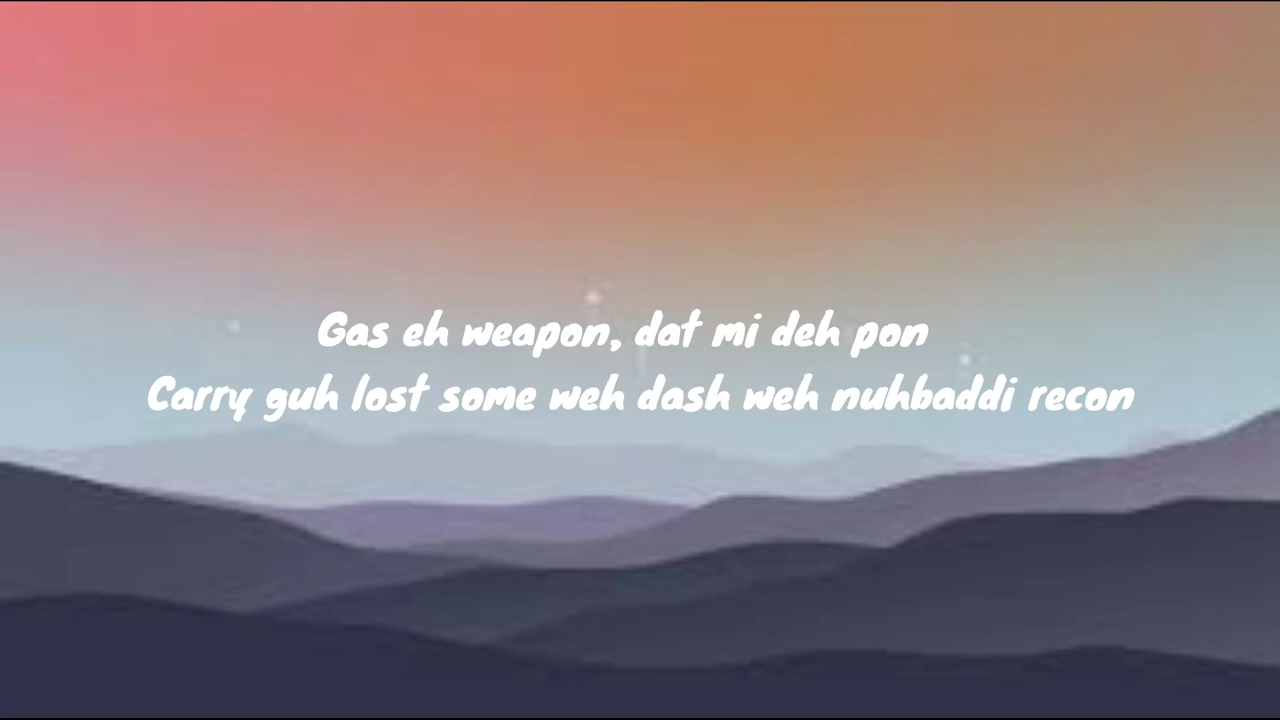 Gas eh weapon, dat mi deh pon
Carry guh lost some weh dash weh nuhbaddi recon